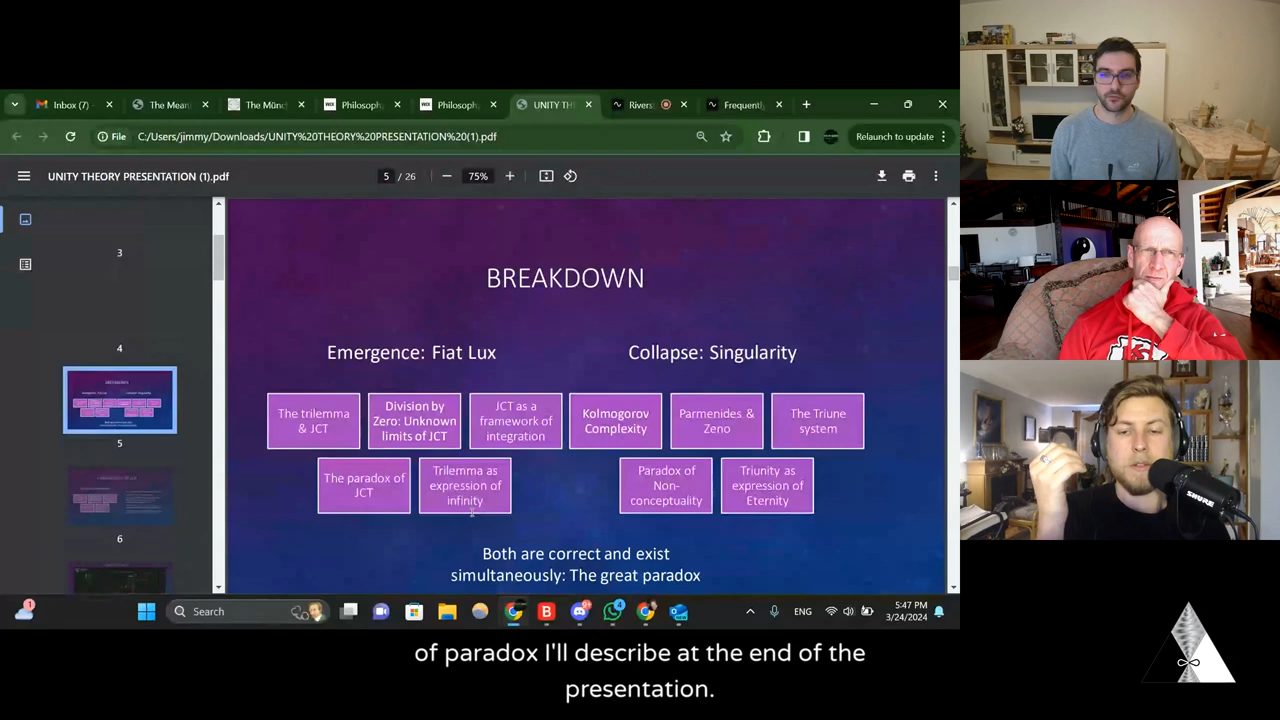 Inbox (7)
The Mean
The Münc
Philosoph
Philosoph
UNITY TH
Rivers
Frequentl
File
C:/Users/jimmy/Downloads/UNITY%20THEORY%20PRESENTATION%20(1).pdf
Relaunch to update
UNITY THEORY PRESENTATION (1).pdf
5 / 26
75%
3
4
5
6
BREAKDOWN
Emergence: Fiat Lux
Collapse: Singularity
The trilemma
& JCT
Division by
Zero: Unknown
limits of JCT
JCT as a
framework of
integration
Kolmogorov
Complexity
Parmenides &
Zeno
The Triune
system
The paradox of
JCT
Trilemma as
expression of
infinity
Paradox of
Non-
conceptuality
Triunity as
expression of
Eternity
Both are correct and exist
simultaneously: The great paradox
Search
ENG
5:47 PM
3/24/2024
SHURE
of paradox I'll describe at the end of the
presentation.